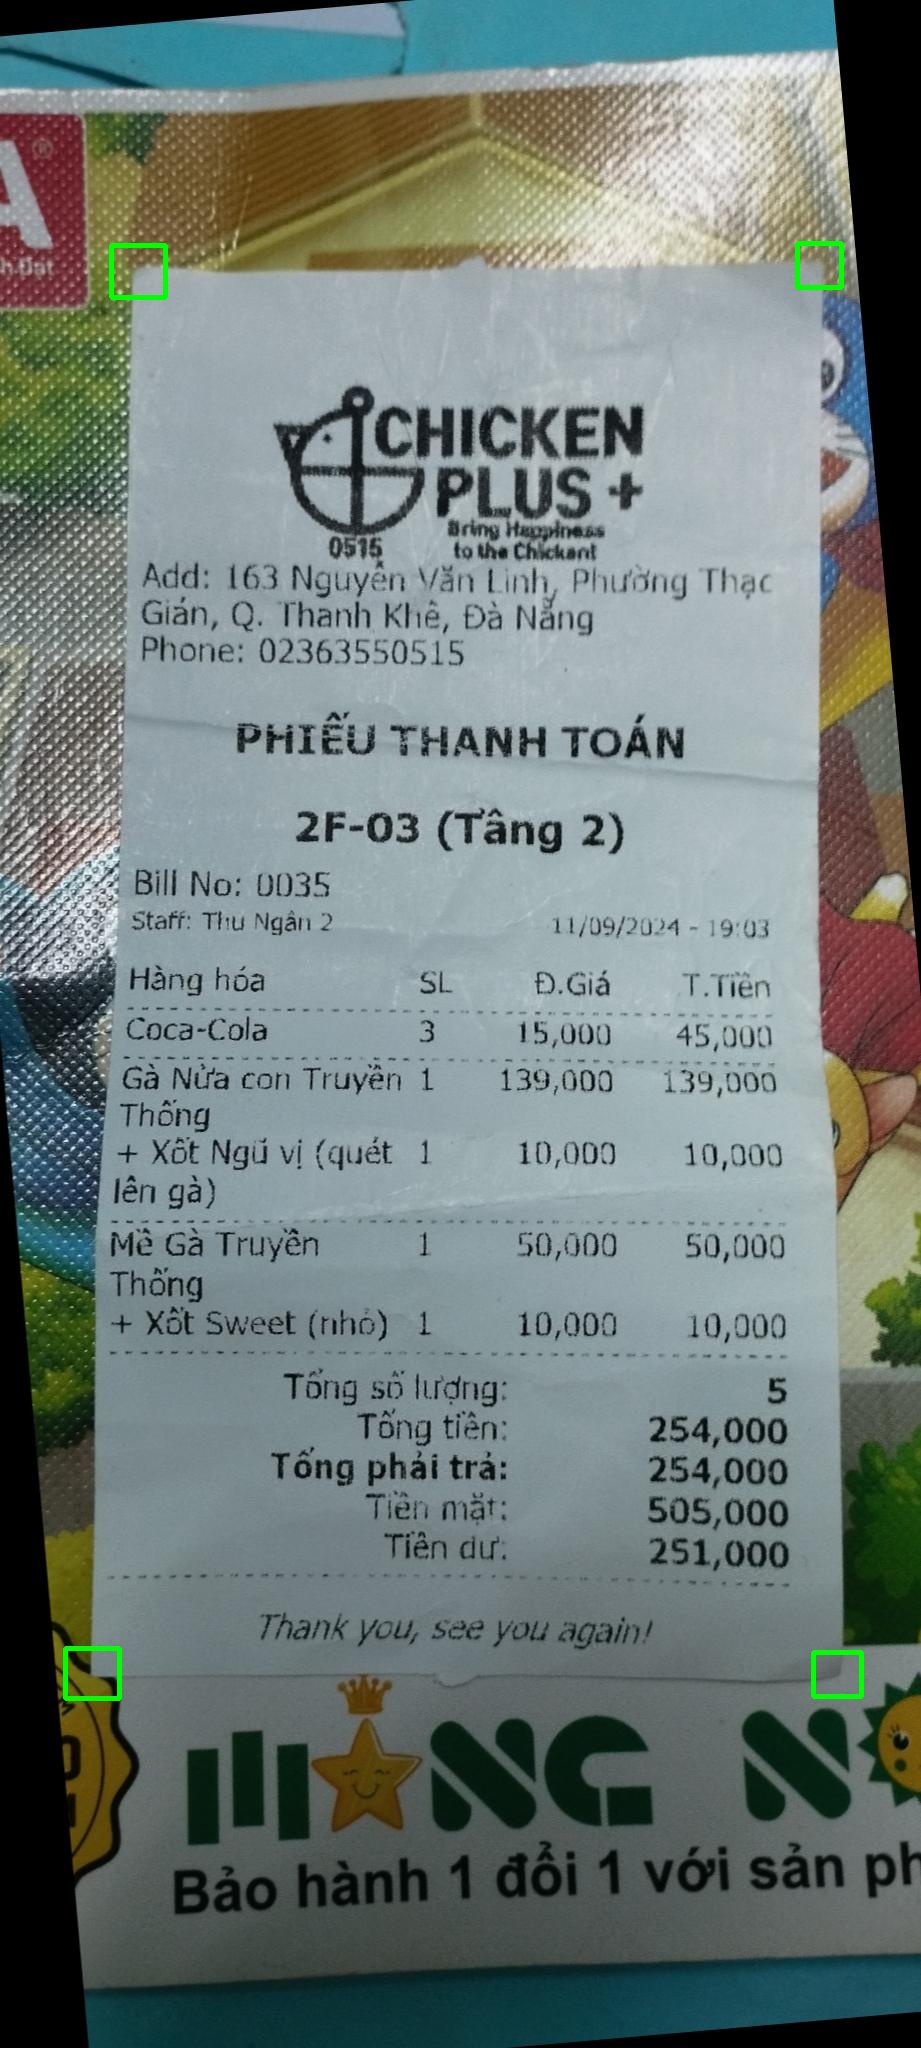 A®
h Đạt
CHICKEN
PLUS +
Bring Happiness
to the Chickent
0515
Add: 163 Nguyễn Văn Linh, Phường Thạc
Gián, Q. Thanh Khê, Đà Nẵng
Phone: 02363550515
PHIẾU THANH TOÁN
2F-03 (Tầng 2)
Bill No: 0035
Staff: Thu Ngân 2 11/09/2024 - 19:03
Hàng hóa SL Đ.Giá T.Tiền
Coca-Cola 3 15,000 45,000
Gà Nửa con Truyền 1 139,000 139,000
Thống
+ Xốt Ngũ vị (quét 1 10,000 10,000
lên gà)
Mề Gà Truyền 1 50,000 50,000
Thống
+ Xốt Sweet (nhỏ) 1 10,000 10,000
Tổng số lượng: 5
Tổng tiền: 254,000
Tổng phải trả: 254,000
Tiền mặt: 505,000
Tiền dư: 251,000
Thank you, see you again!
Bảo hành 1 đổi 1 với sản ph